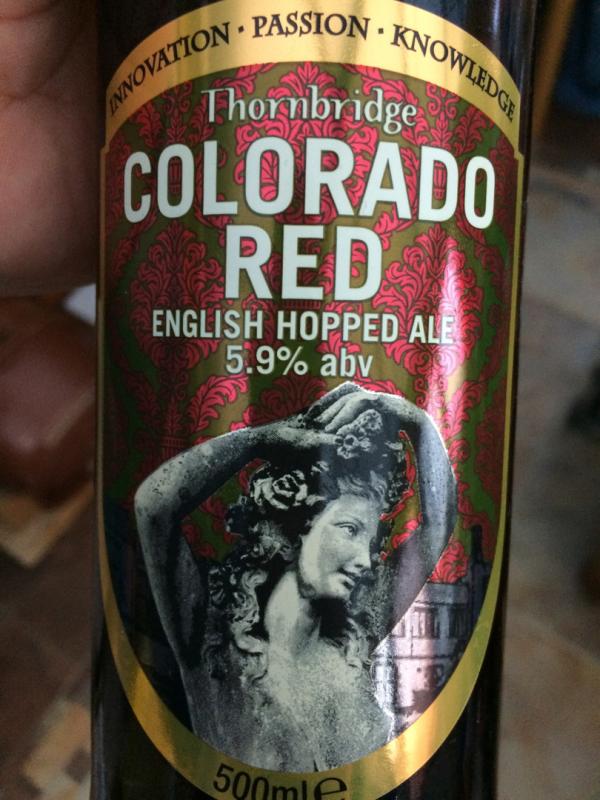 INNOVATION · PASSION · KNOWLEDGE
Thornbridge
COLORADO
RED
ENGLISH HOPPED ALE
5.9% abv
500ml ℮